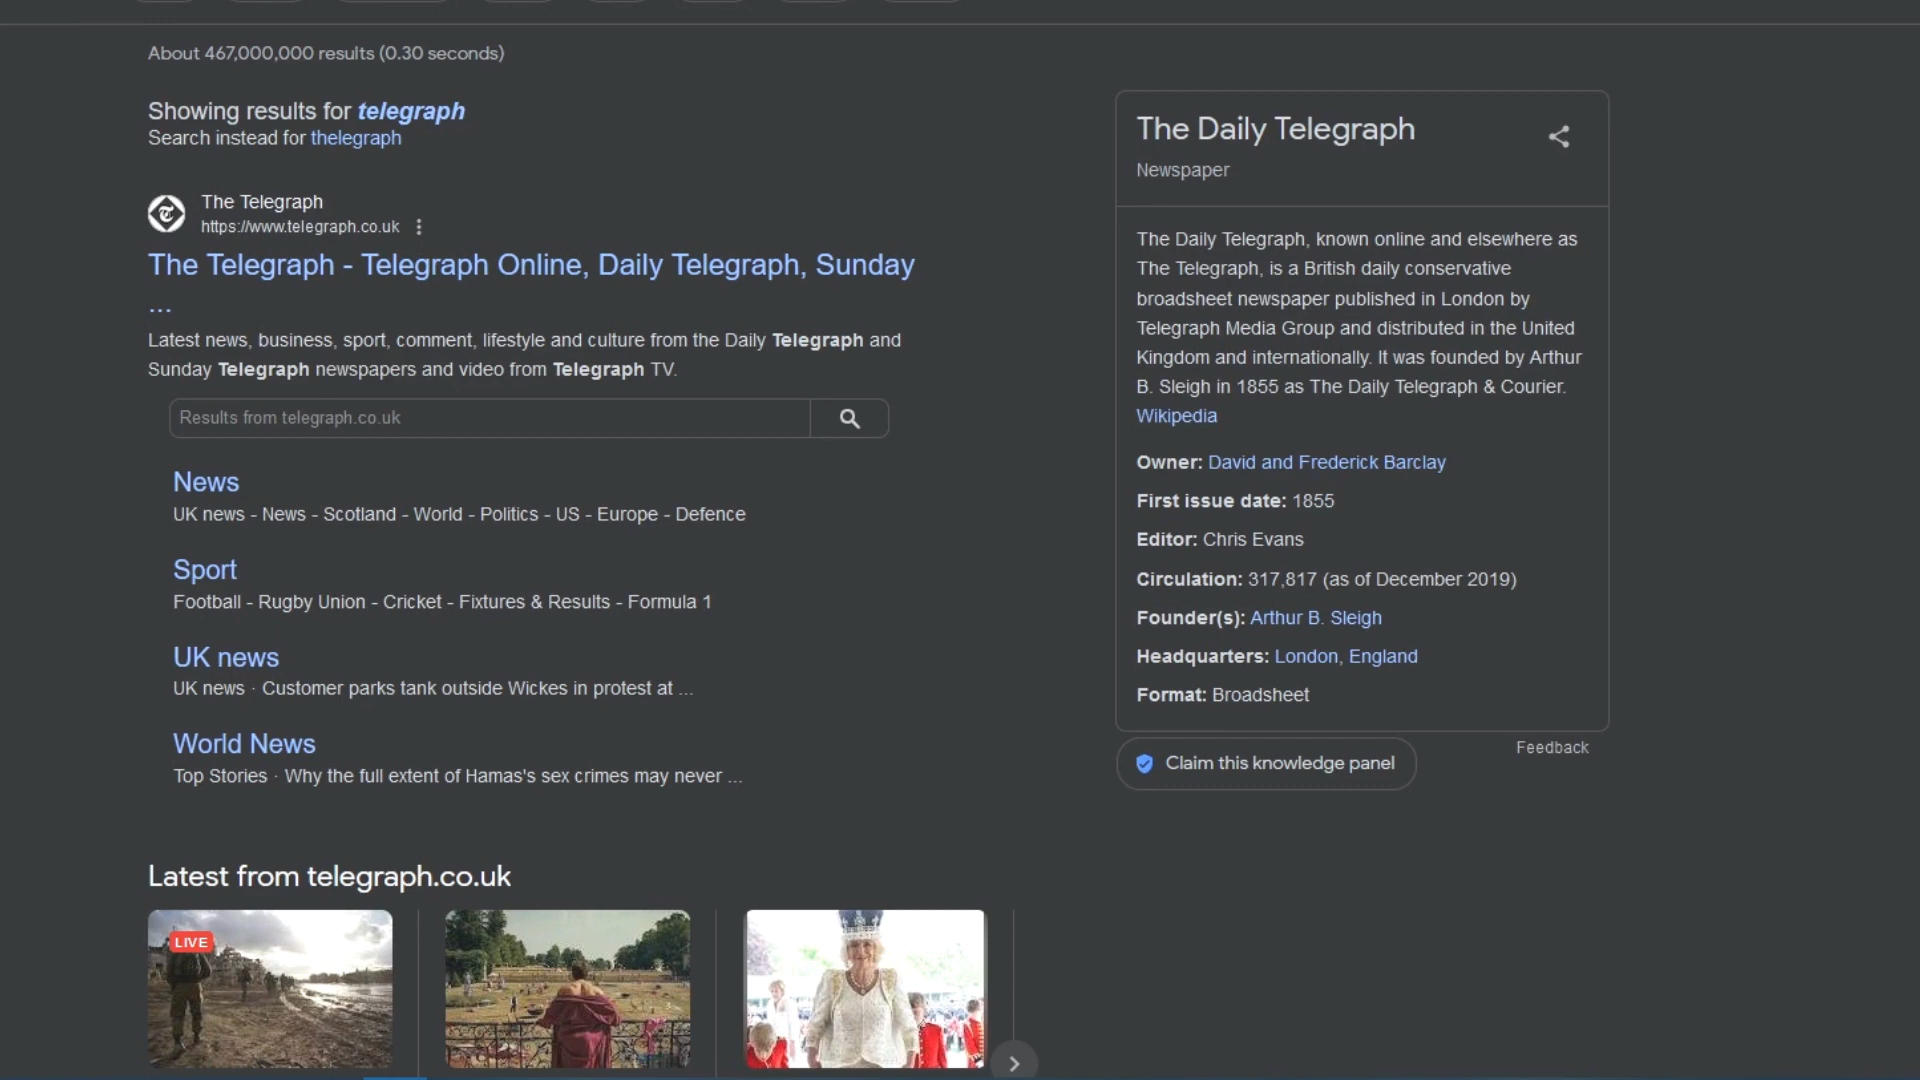 About 467,000,000 results (0.30 seconds)
Showing results for telegraph
Search instead for thelegraph
The Telegraph
https://www.telegraph.co.uk
The Telegraph - Telegraph Online, Daily Telegraph, Sunday
...
Latest news, business, sport, comment, lifestyle and culture from the Daily Telegraph and
Sunday Telegraph newspapers and video from Telegraph TV.
Results from telegraph.co.uk
News
UK news - News - Scotland - World - Politics - US - Europe - Defence
Sport
Football - Rugby Union - Cricket - Fixtures & Results - Formula 1
UK news
UK news · Customer parks tank outside Wickes in protest at ...
World News
Top Stories · Why the full extent of Hamas's sex crimes may never ...
Latest from telegraph.co.uk
LIVE
The Daily Telegraph
Newspaper
The Daily Telegraph, known online and elsewhere as
The Telegraph, is a British daily conservative
broadsheet newspaper published in London by
Telegraph Media Group and distributed in the United
Kingdom and internationally. It was founded by Arthur
B. Sleigh in 1855 as The Daily Telegraph & Courier.
Wikipedia
Owner: David and Frederick Barclay
First issue date: 1855
Editor: Chris Evans
Circulation: 317,817 (as of December 2019)
Founder(s): Arthur B. Sleigh
Headquarters: London, England
Format: Broadsheet
Feedback
Claim this knowledge panel